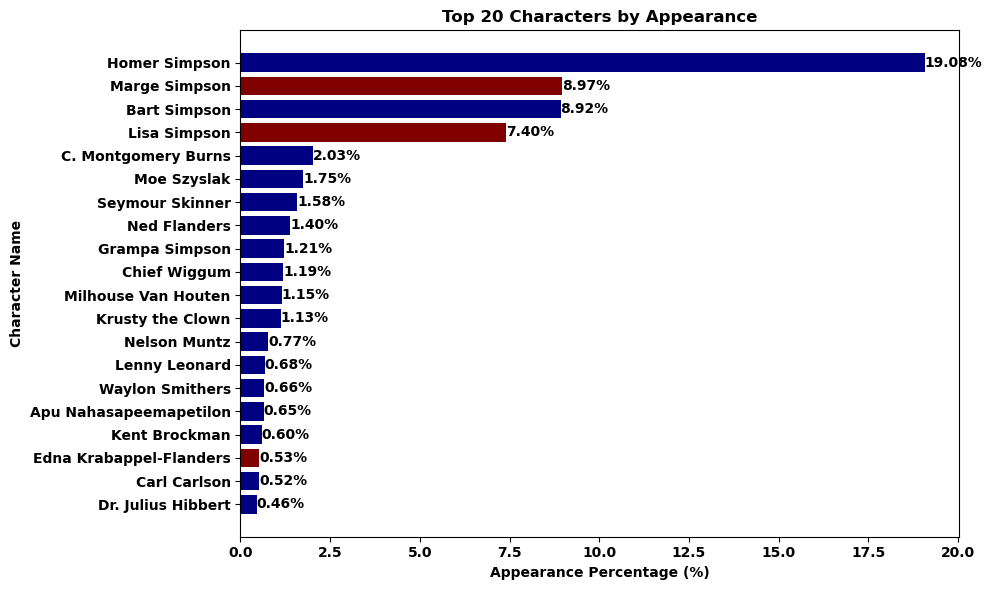 Top 20 Characters by Appearance
Character Name
Homer Simpson 19.08%
Marge Simpson 8.97%
Bart Simpson 8.92%
Lisa Simpson 7.40%
C. Montgomery Burns 2.03%
Moe Szyslak 1.75%
Seymour Skinner 1.58%
Ned Flanders 1.40%
Grampa Simpson 1.21%
Chief Wiggum 1.19%
Milhouse Van Houten 1.15%
Krusty the Clown 1.13%
Nelson Muntz 0.77%
Lenny Leonard 0.68%
Waylon Smithers 0.66%
Apu Nahasapeemapetilon 0.65%
Kent Brockman 0.60%
Edna Krabappel-Flanders 0.53%
Carl Carlson 0.52%
Dr. Julius Hibbert 0.46%
0.0 2.5 5.0 7.5 10.0 12.5 15.0 17.5 20.0
Appearance Percentage (%)